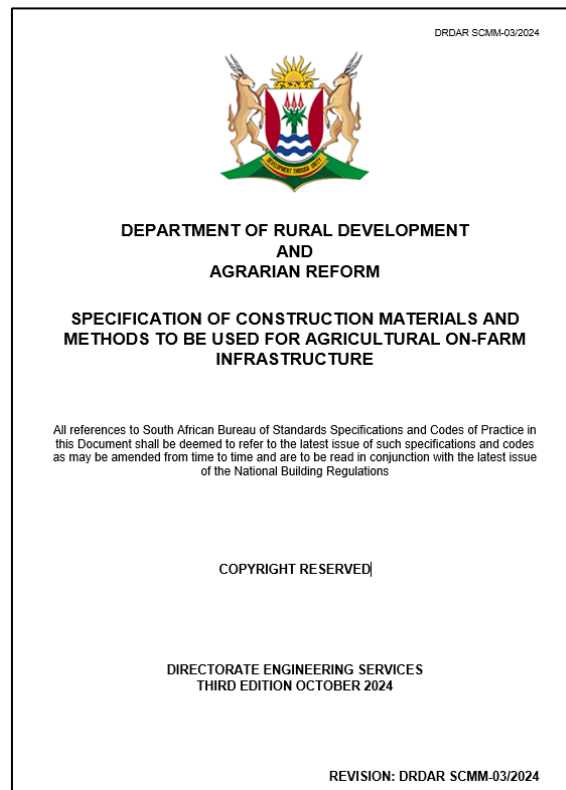 DRDAR SCMM-03/2024
DEVELOPMENT THROUGH UNITY
DEPARTMENT OF RURAL DEVELOPMENT
AND
AGRARIAN REFORM
SPECIFICATION OF CONSTRUCTION MATERIALS AND
METHODS TO BE USED FOR AGRICULTURAL ON-FARM
INFRASTRUCTURE
All references to South African Bureau of Standards Specifications and Codes of Practice in
this Document shall be deemed to refer to the latest issue of such specifications and codes
as may be amended from time to time and are to be read in conjunction with the latest issue
of the National Building Regulations
COPYRIGHT RESERVED
DIRECTORATE ENGINEERING SERVICES
THIRD EDITION OCTOBER 2024
REVISION: DRDAR SCMM-03/2024